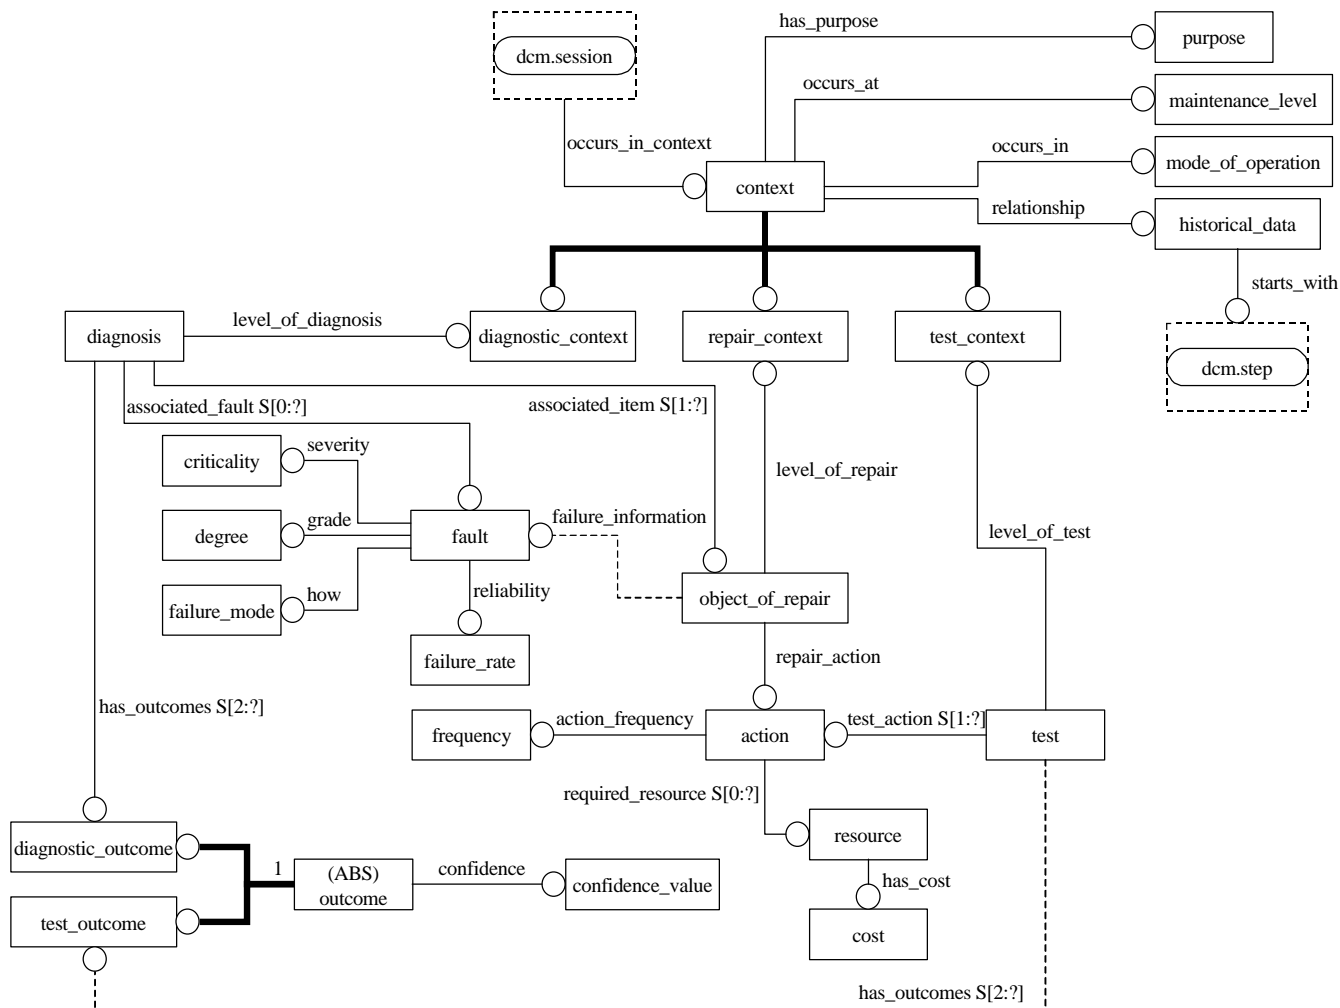 has_purpose
purpose
dcm.session
occurs_at
maintenance_level
occurs_in_context
occurs_in
mode_of_operation
context
relationship
historical_data
starts_with
diagnosis
level_of_diagnosis
diagnostic_context
repair_context
test_context
dcm.step
associated_fault S[0:?]
associated_item S[1:?]
criticality
severity
level_of_repair
degree
grade
fault
failure_information
level_of_test
failure_mode
how
reliability
object_of_repair
failure_rate
repair_action
has_outcomes S[2:?]
frequency
action_frequency
action
test_action S[1:?]
test
required_resource S[0:?]
resource
diagnostic_outcome
1
(ABS)
outcome
confidence
confidence_value
has_cost
test_outcome
cost
has_outcomes S[2:?]